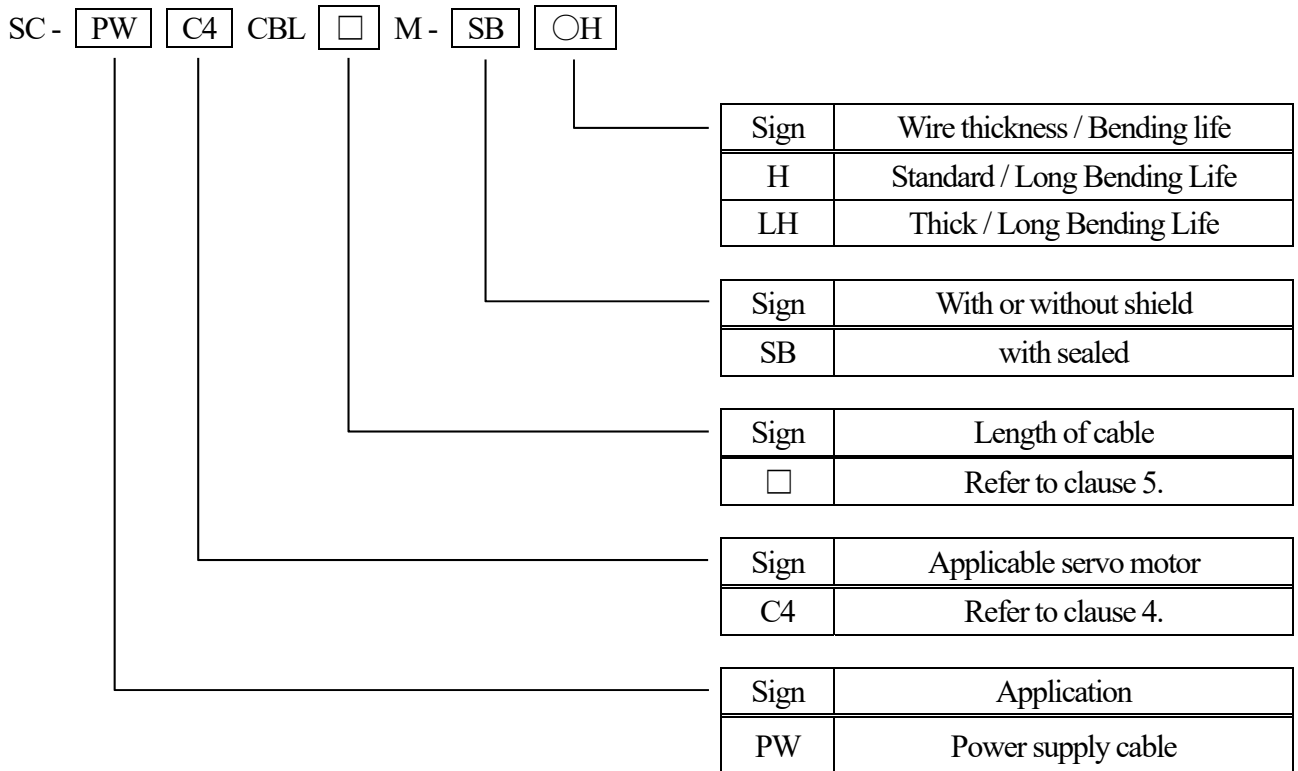 SC - PW C4 CBL □ M - SB ○H
Sign Wire thickness / Bending life
H Standard / Long Bending Life
LH Thick / Long Bending Life
Sign With or without shield
SB with sealed
Sign Length of cable
□ Refer to clause 5.
Sign Applicable servo motor
C4 Refer to clause 4.
Sign Application
PW Power supply cable